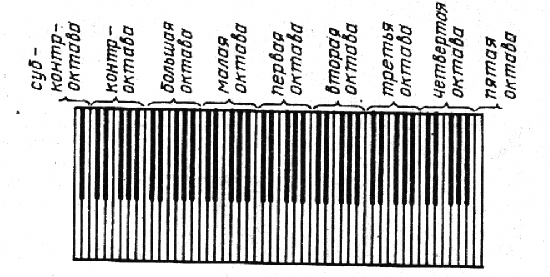 суб-
контр-
октава
контр-
октава
большая
октава
малая
октава
первая
октава
вторая
октава
третья
октава
четвертая
октава
пятая
октава